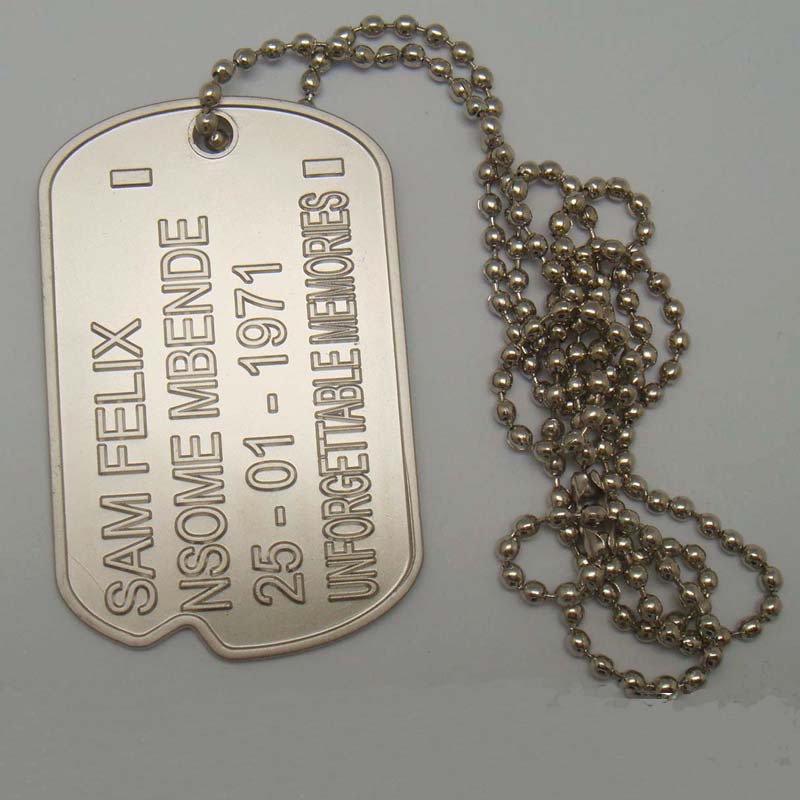 SAM FELIX
NSOME MBENDE
25 - 01 - 1971
UNFORGETTABLE MEMORIES